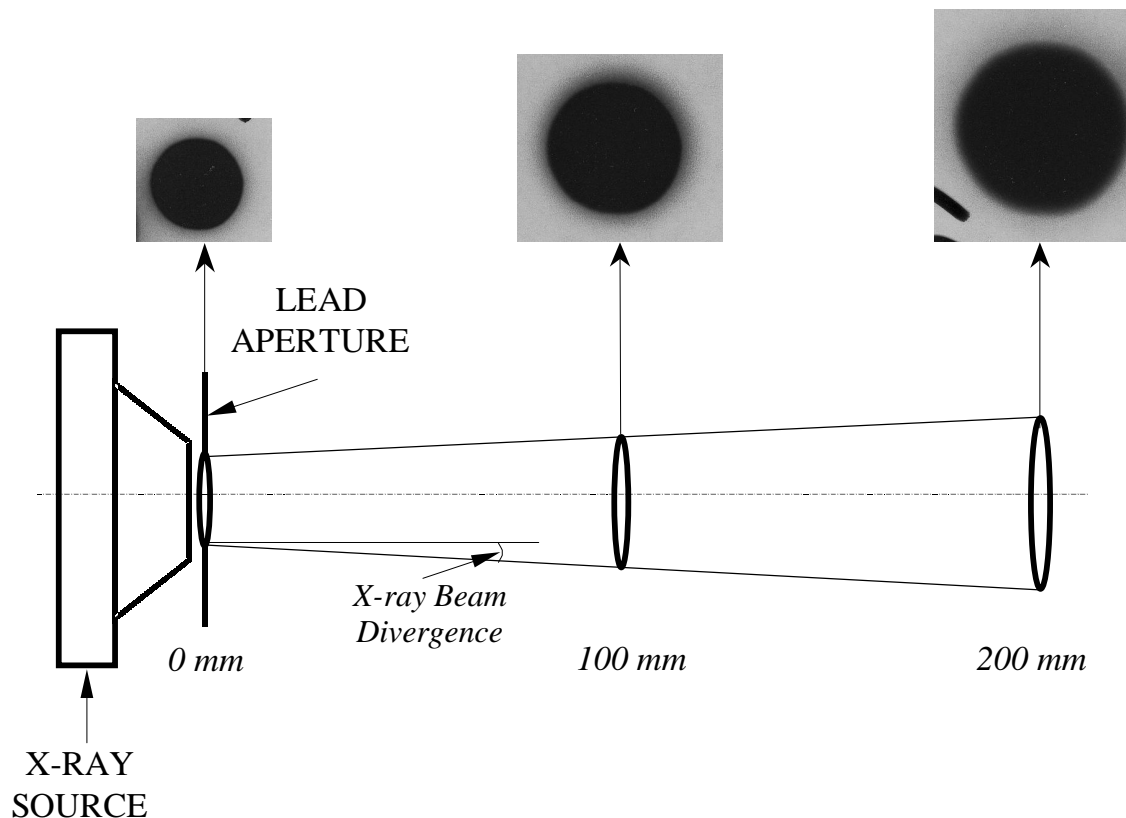 LEAD
APERTURE
X-ray Beam
Divergence
0 mm
100 mm
200 mm
X-RAY
SOURCE